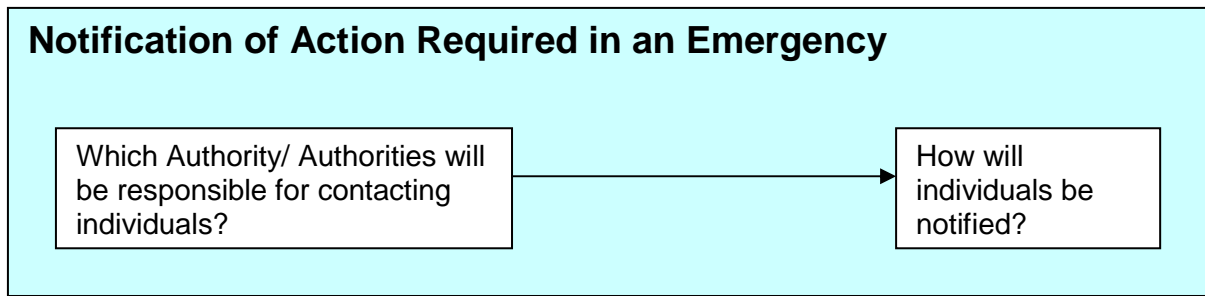 Notification of Action Required in an Emergency
Which Authority/ Authorities will
be responsible for contacting
individuals?
How will
individuals be
notified?